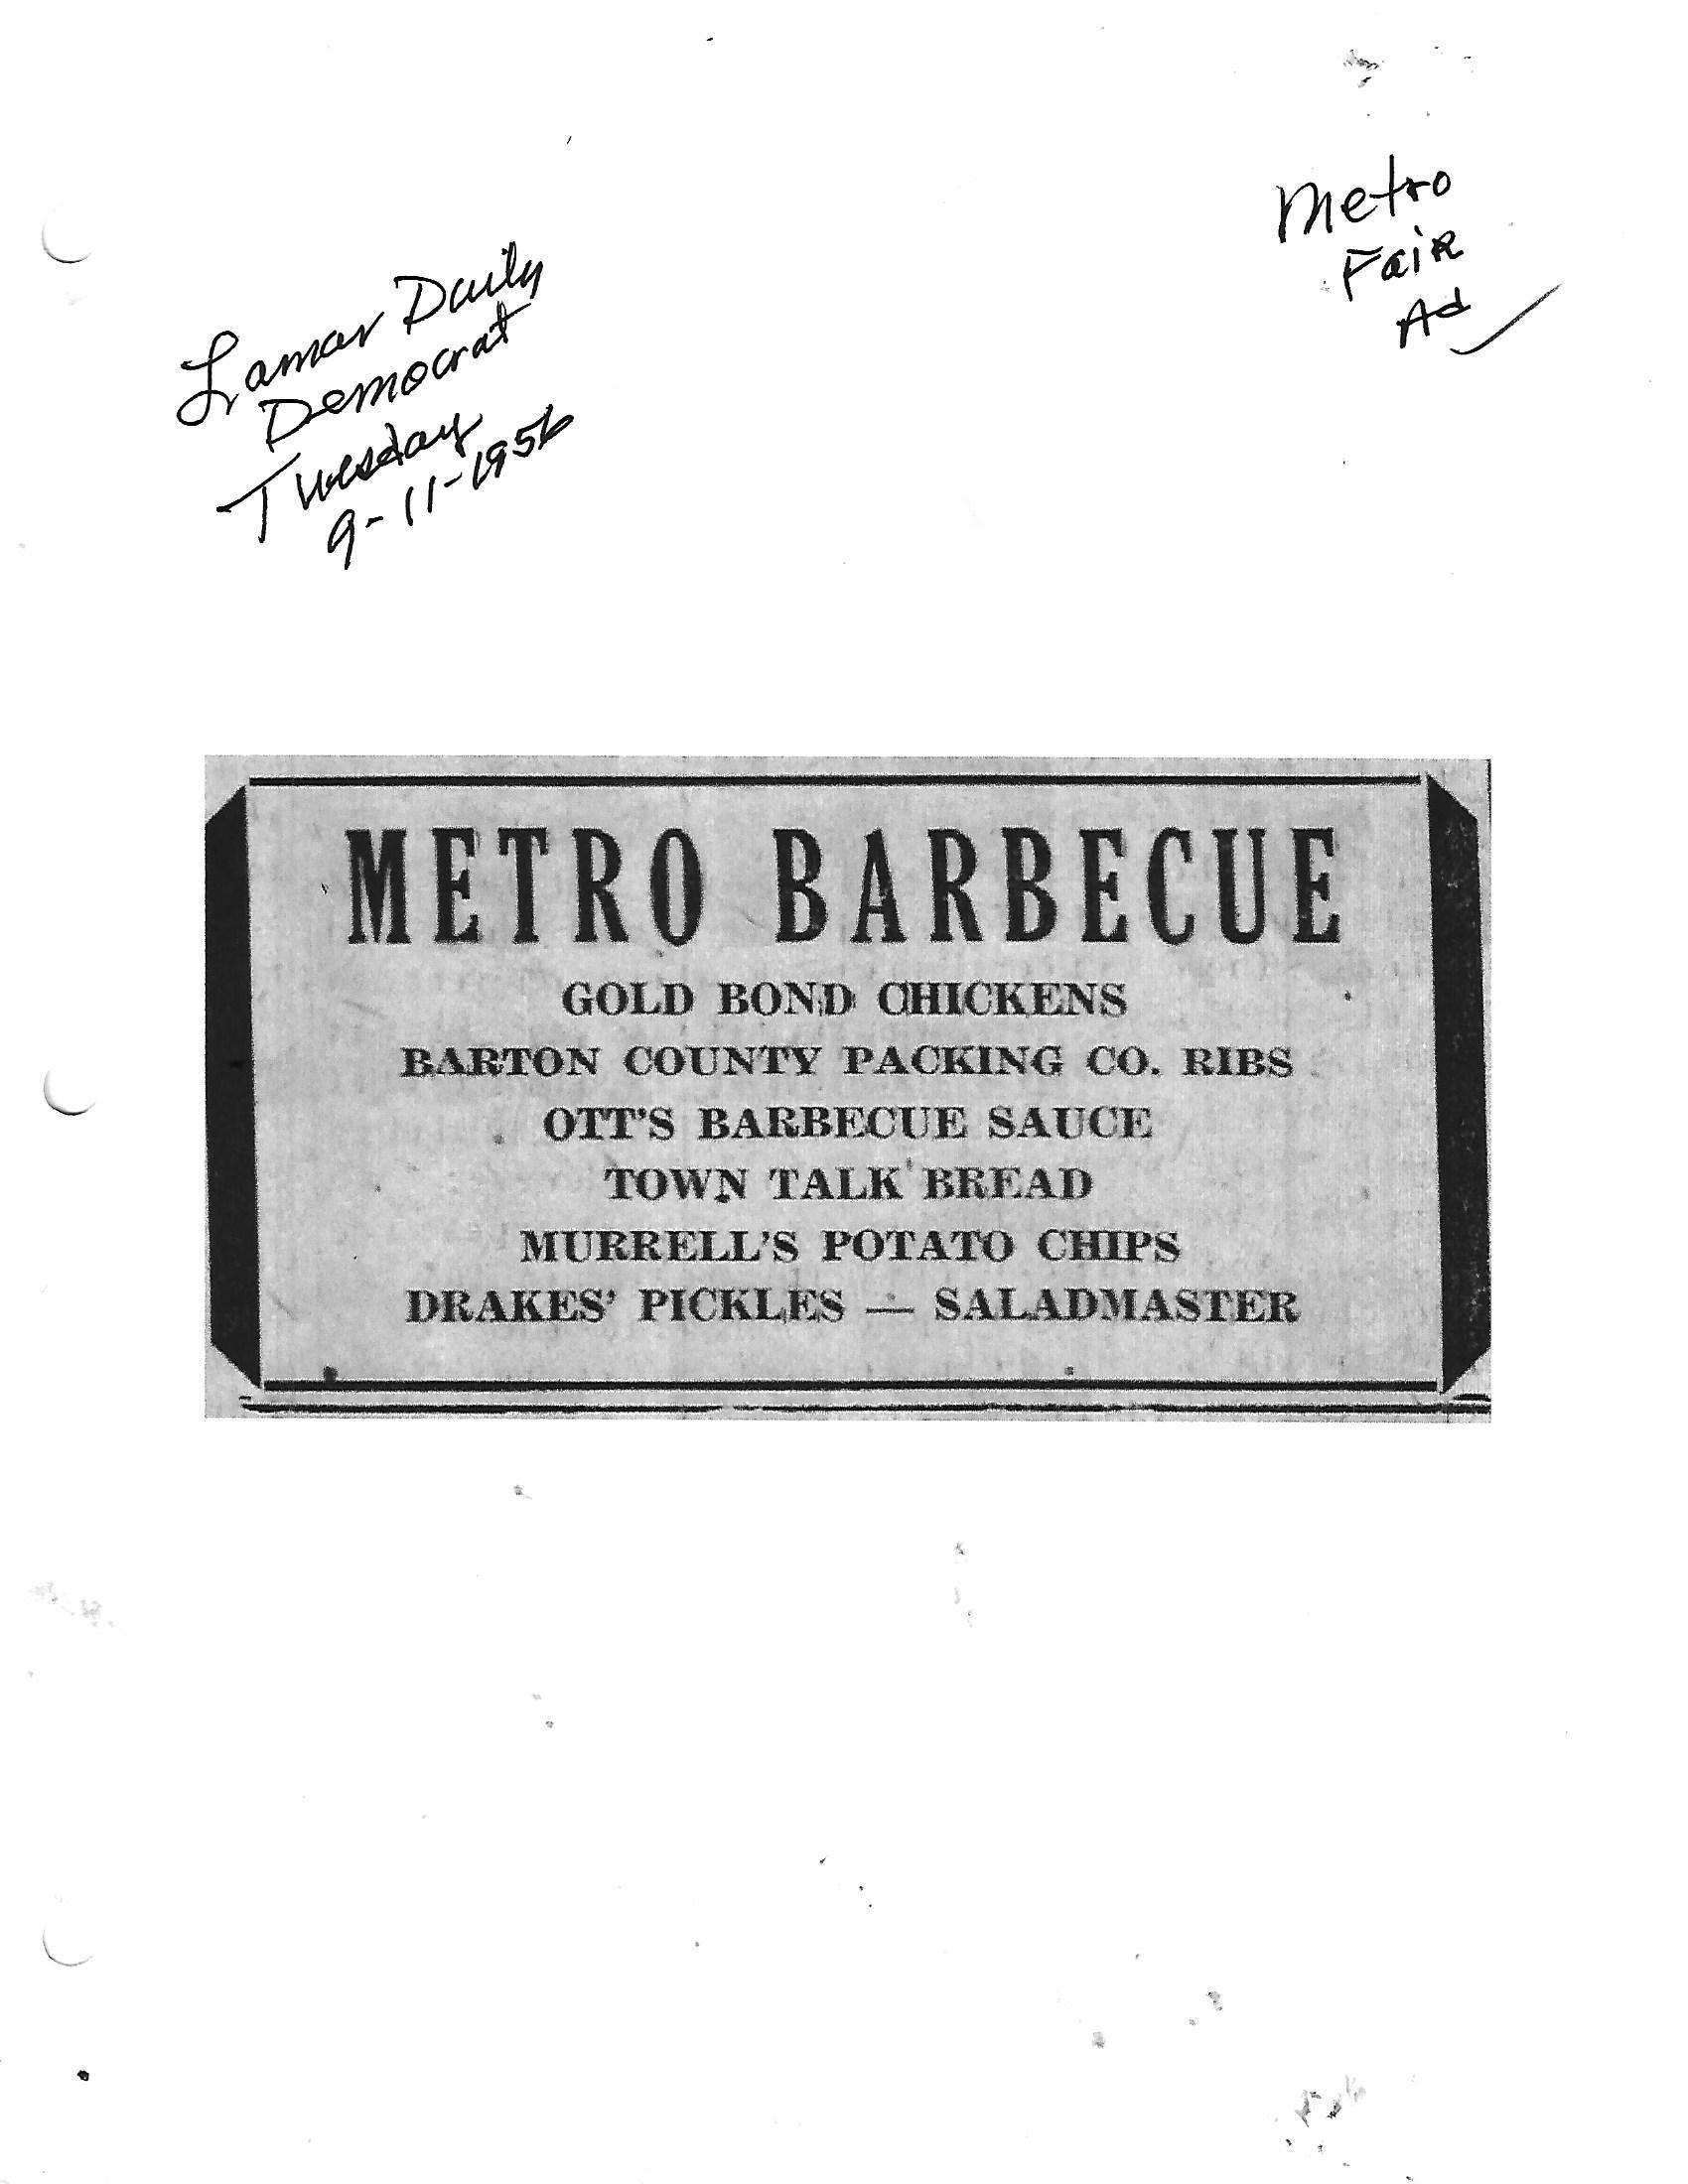 Metro
Fair
Ad
Lamar Daily
Democrat
Tuesday
9-11-1956
METRO BARBECUE
GOLD BOND CHICKENS
BARTON COUNTY PACKING CO. RIBS
OTT'S BARBECUE SAUCE
TOWN TALK BREAD
MURRELL'S POTATO CHIPS
DRAKES' PICKLES — SALADMASTER